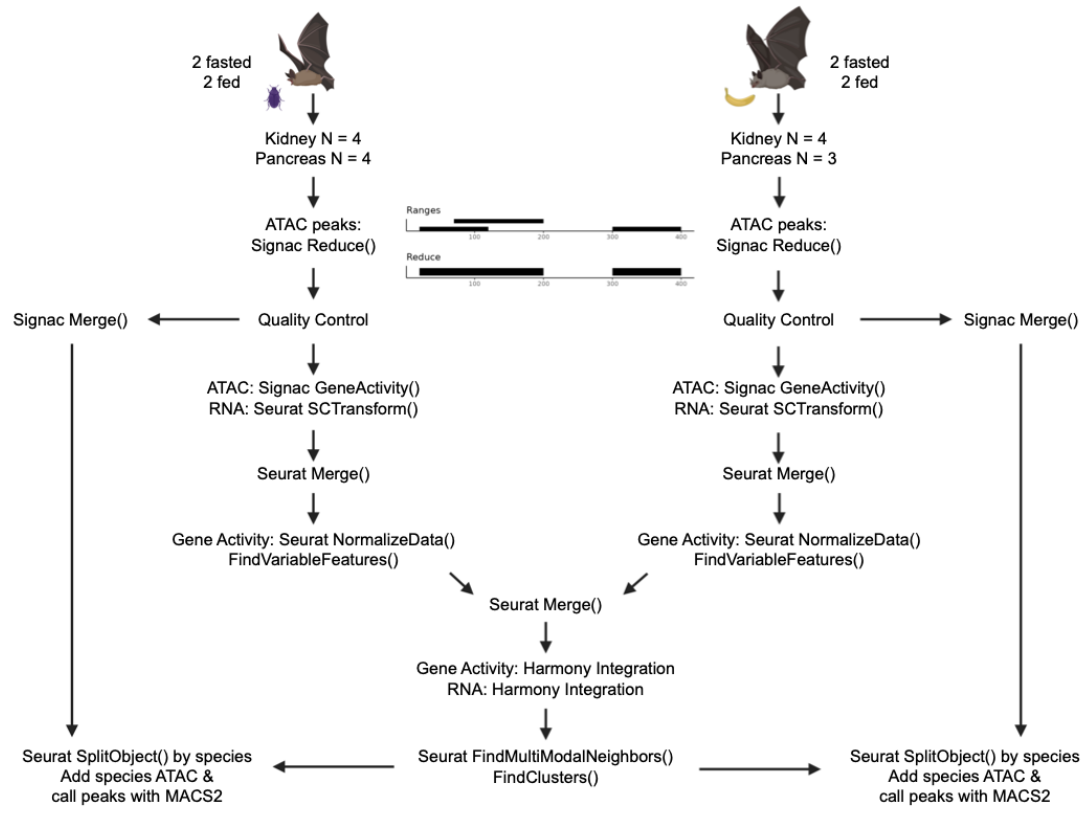 2 fasted
2 fed
2 fasted
2 fed
Kidney N = 4
Pancreas N = 4
Kidney N = 4
Pancreas N = 3
ATAC peaks:
Signac Reduce()
Ranges
100 200 300 400
Reduce
100 200 300 400
ATAC peaks:
Signac Reduce()
Signac Merge()
Quality Control
Quality Control
Signac Merge()
ATAC: Signac GeneActivity()
RNA: Seurat SCTransform()
ATAC: Signac GeneActivity()
RNA: Seurat SCTransform()
Seurat Merge()
Seurat Merge()
Gene Activity: Seurat NormalizeData()
FindVariableFeatures()
Gene Activity: Seurat NormalizeData()
FindVariableFeatures()
Seurat Merge()
Gene Activity: Harmony Integration
RNA: Harmony Integration
Seurat SplitObject() by species
Add species ATAC &
call peaks with MACS2
Seurat FindMultiModalNeighbors()
FindClusters()
Seurat SplitObject() by species
Add species ATAC &
call peaks with MACS2